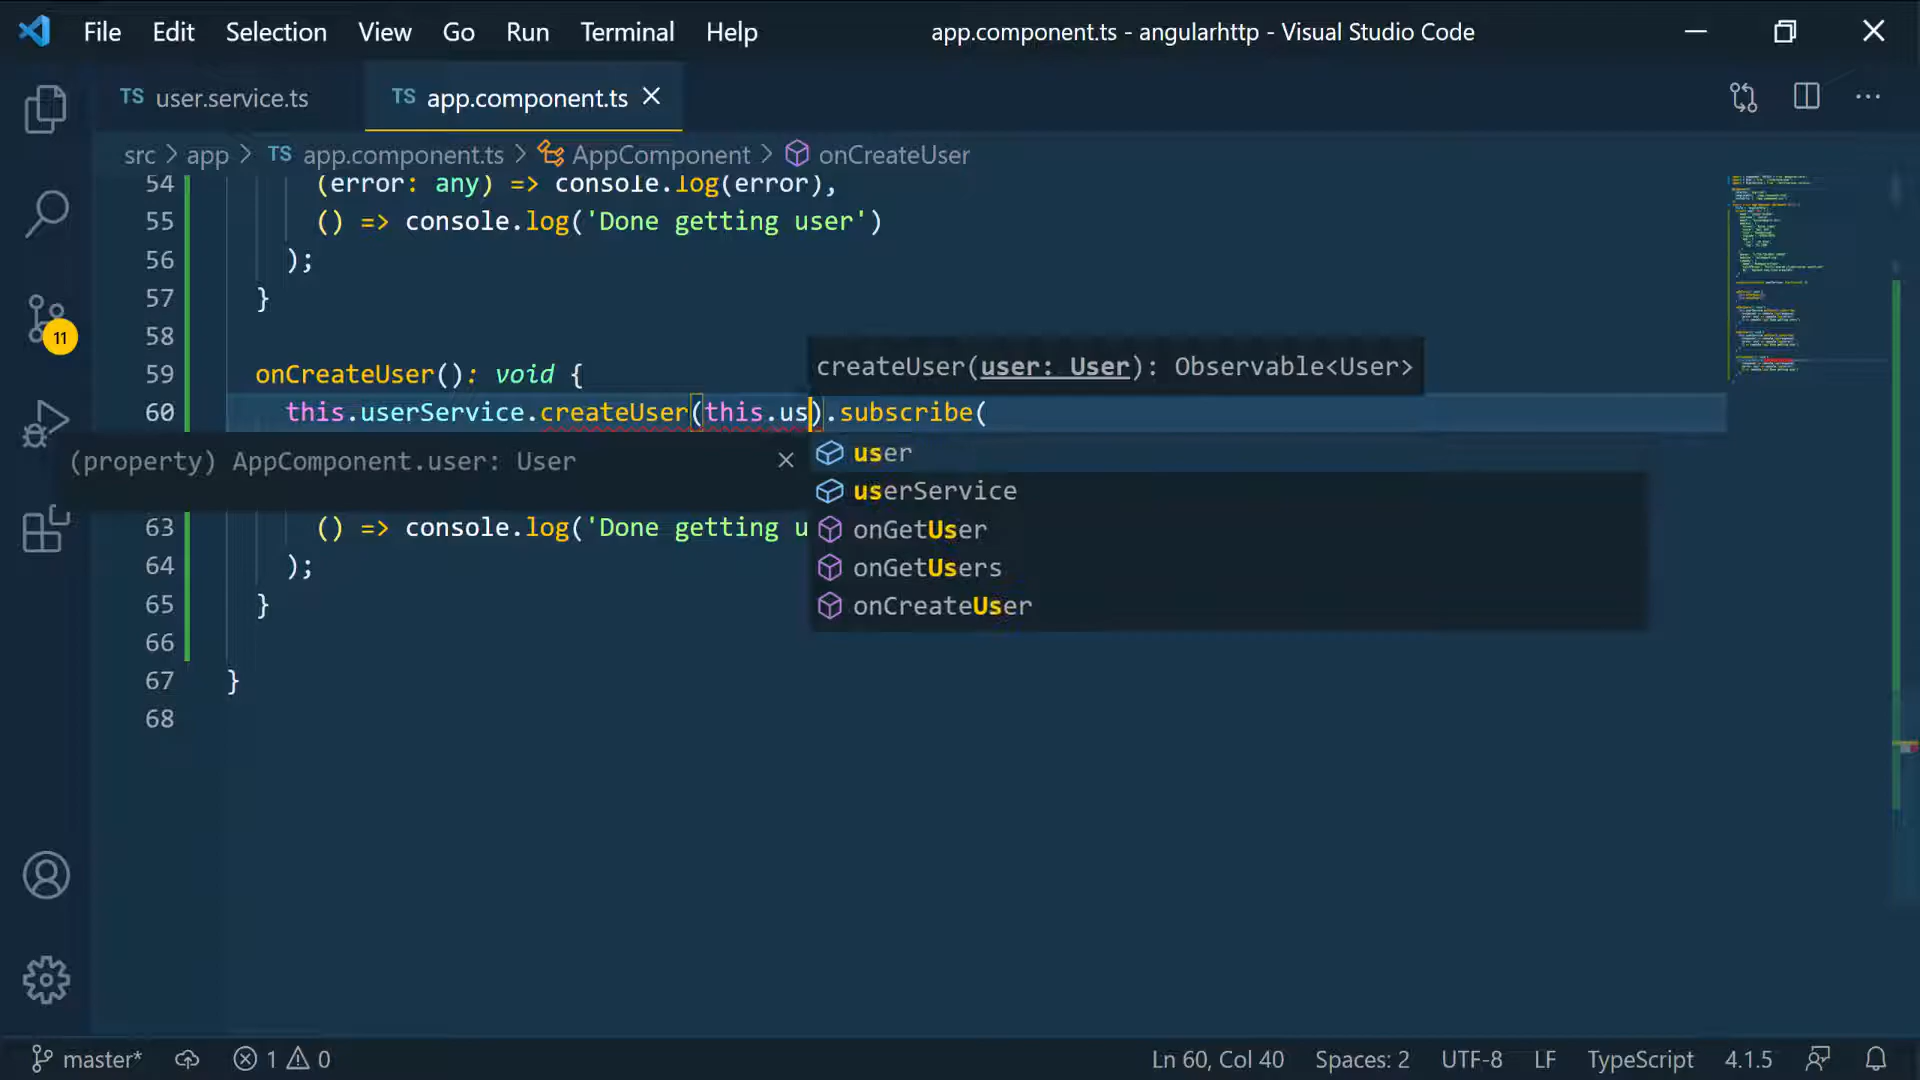 File Edit Selection View Go Run Terminal Help app.component.ts - angularhttp - Visual Studio Code
TS user.service.ts TS app.component.ts
src > app > TS app.component.ts > AppComponent > onCreateUser
54 (error: any) => console.log(error),
55 () => console.log('Done getting user')
56 );
57 }
58
59 onCreateUser(): void {
createUser(user: User): Observable<User>
60 this.userService.createUser(this.us).subscribe(
(property) AppComponent.user: User
user
userService
onGetUser
onGetUsers
onCreateUser
63 () => console.log('Done getting u
64 );
65 }
66
67 }
68
11
master* 1 0 Ln 60, Col 40 Spaces: 2 UTF-8 LF TypeScript 4.1.5